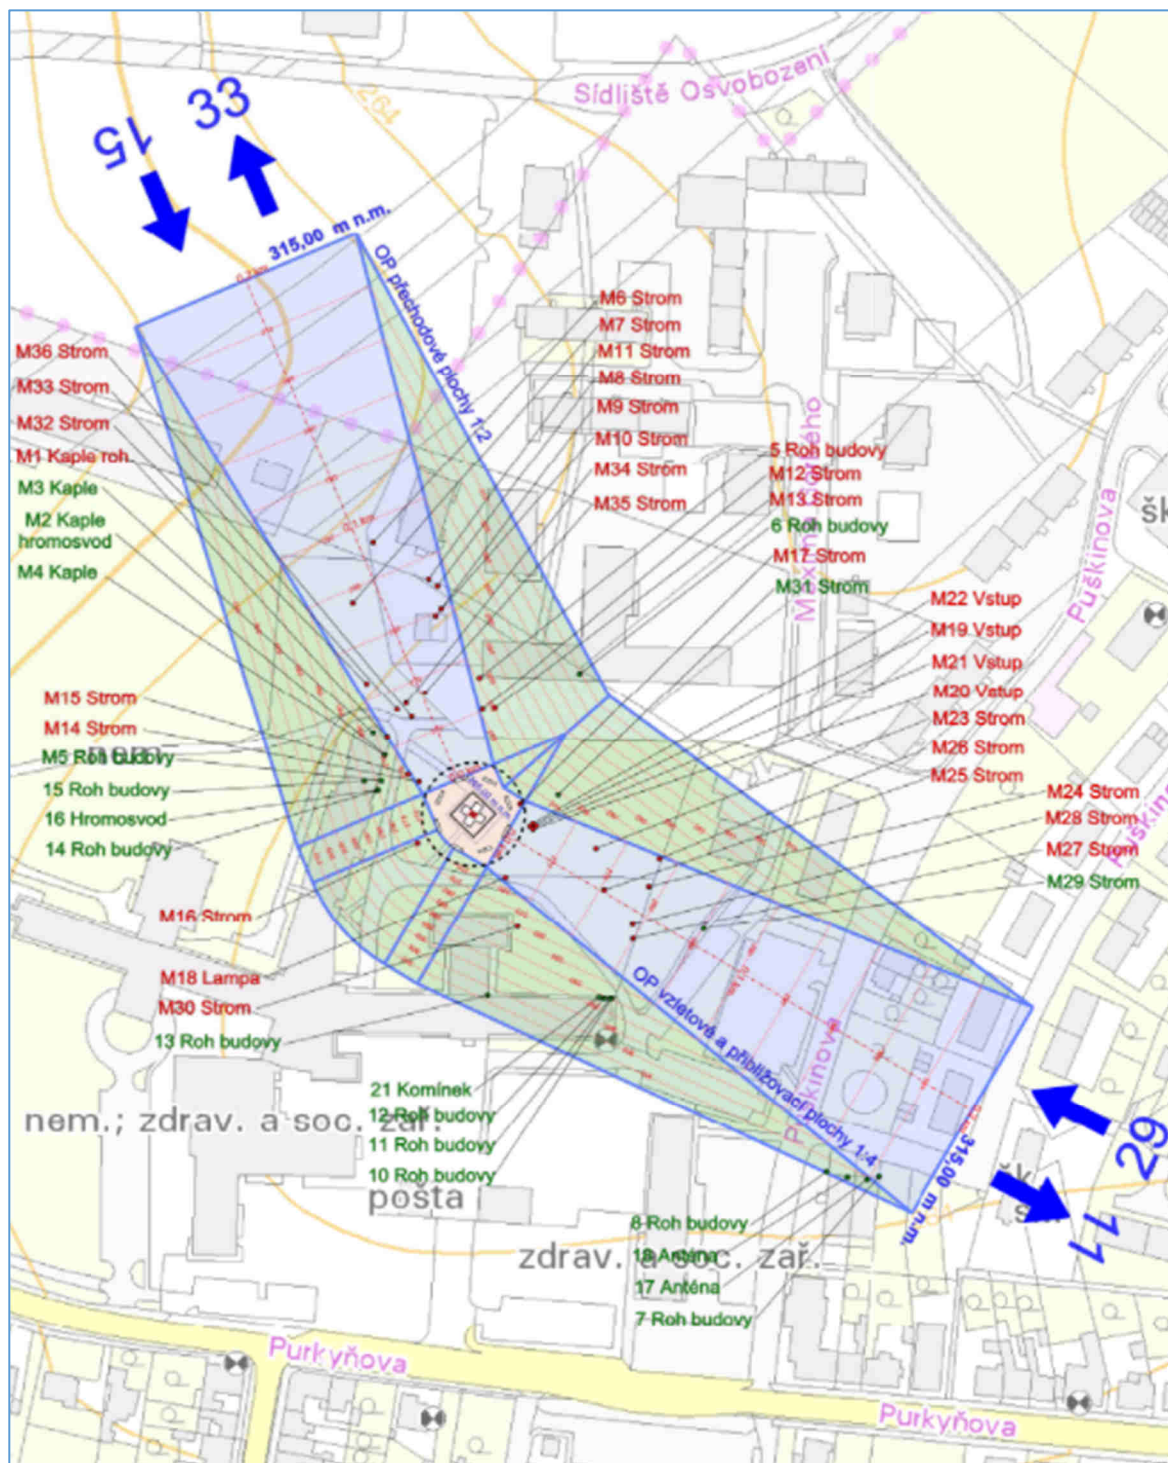 Sídliště Osvobození
264
33
15
315,00 m n.m.
OP přechodové plochy 1:2
M6 Strom
M7 Strom
M11 Strom
M8 Strom
M9 Strom
M10 Strom
M34 Strom
M35 Strom
M36 Strom
M33 Strom
M32 Strom
M1 Kaple roh
M3 Kaple
M2 Kaple
hromosvod
M4 Kaple
5 Roh budovy
M12 Strom
M13 Strom
6 Roh budovy
M17 Strom
M31 Strom
Puškinova
M22 Vstup
M19 Vstup
M21 Vstup
M20 Vstup
M23 Strom
M26 Strom
M25 Strom
M24 Strom
M28 Strom
M27 Strom
M29 Strom
Puškinova
M15 Strom
M14 Strom
nem.
M5 Roh budovy
15 Roh budovy
16 Hromosvod
14 Roh budovy
M16 Strom
M18 Lampa
M30 Strom
13 Roh budovy
OP vzletové a přibližovací plochy 1:4
Puškinova
315,00 m n.m.
29
11
21 Komínek
12 Roh budovy
11 Roh budovy
10 Roh budovy
nem.; zdrav. a soc. zař.
pošta
8 Roh budovy
18 Anténa
17 Anténa
7 Roh budovy
zdrav. a soc. zař.
Purkyňova
Purkyňova